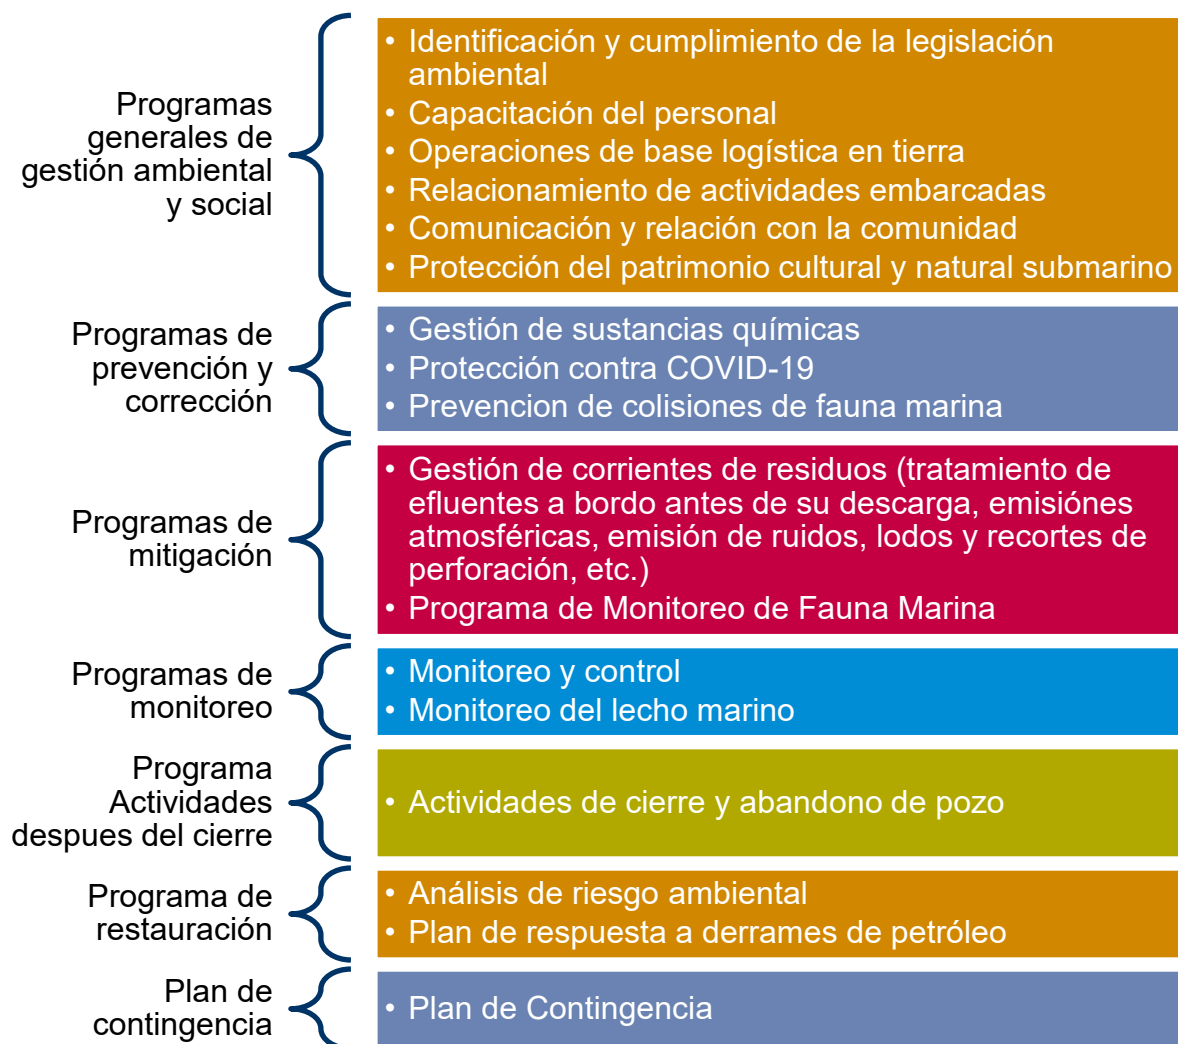 Programas
generales de
gestión ambiental
y social
• Identificación y cumplimiento de la legislación
ambiental
• Capacitación del personal
• Operaciones de base logística en tierra
• Relacionamiento de actividades embarcadas
• Comunicación y relación con la comunidad
• Protección del patrimonio cultural y natural submarino
Programas de
prevención y
corrección
• Gestión de sustancias químicas
• Protección contra COVID-19
• Prevencion de colisiones de fauna marina
Programas de
mitigación
• Gestión de corrientes de residuos (tratamiento de
efluentes a bordo antes de su descarga, emisiónes
atmosféricas, emisión de ruidos, lodos y recortes de
perforación, etc.)
• Programa de Monitoreo de Fauna Marina
Programas de
monitoreo
• Monitoreo y control
• Monitoreo del lecho marino
Programa
Actividades
despues del cierre
• Actividades de cierre y abandono de pozo
Programa de
restauración
• Análisis de riesgo ambiental
• Plan de respuesta a derrames de petróleo
Plan de
contingencia
• Plan de Contingencia